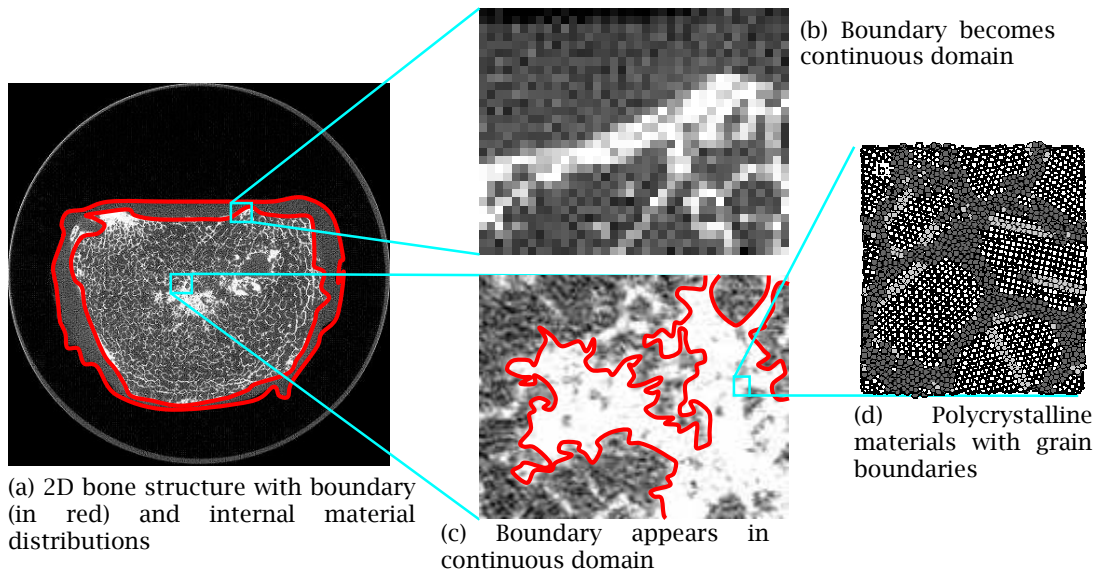 (b) Boundary becomes
continuous domain
b
(a) 2D bone structure with boundary
(in red) and internal material
distributions
(c) Boundary appears in
continuous domain
(d) Polycrystalline
materials with grain
boundaries